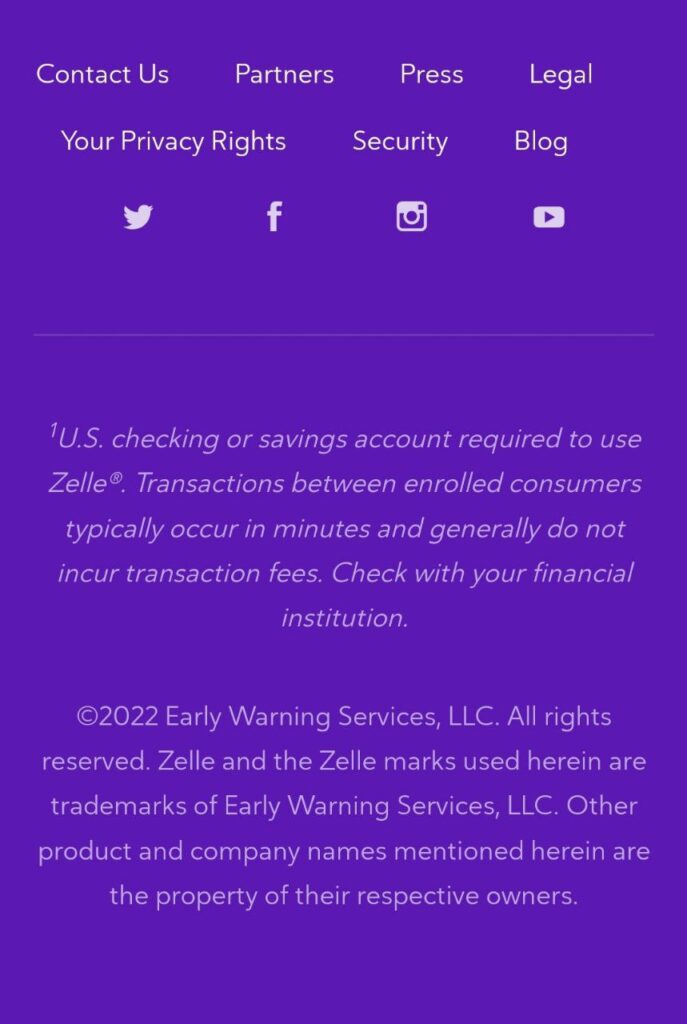 Contact Us Partners Press Legal
Your Privacy Rights Security Blog
¹U.S. checking or savings account required to use
Zelle®. Transactions between enrolled consumers
typically occur in minutes and generally do not
incur transaction fees. Check with your financial
institution.
©2022 Early Warning Services, LLC. All rights
reserved. Zelle and the Zelle marks used herein are
trademarks of Early Warning Services, LLC. Other
product and company names mentioned herein are
the property of their respective owners.